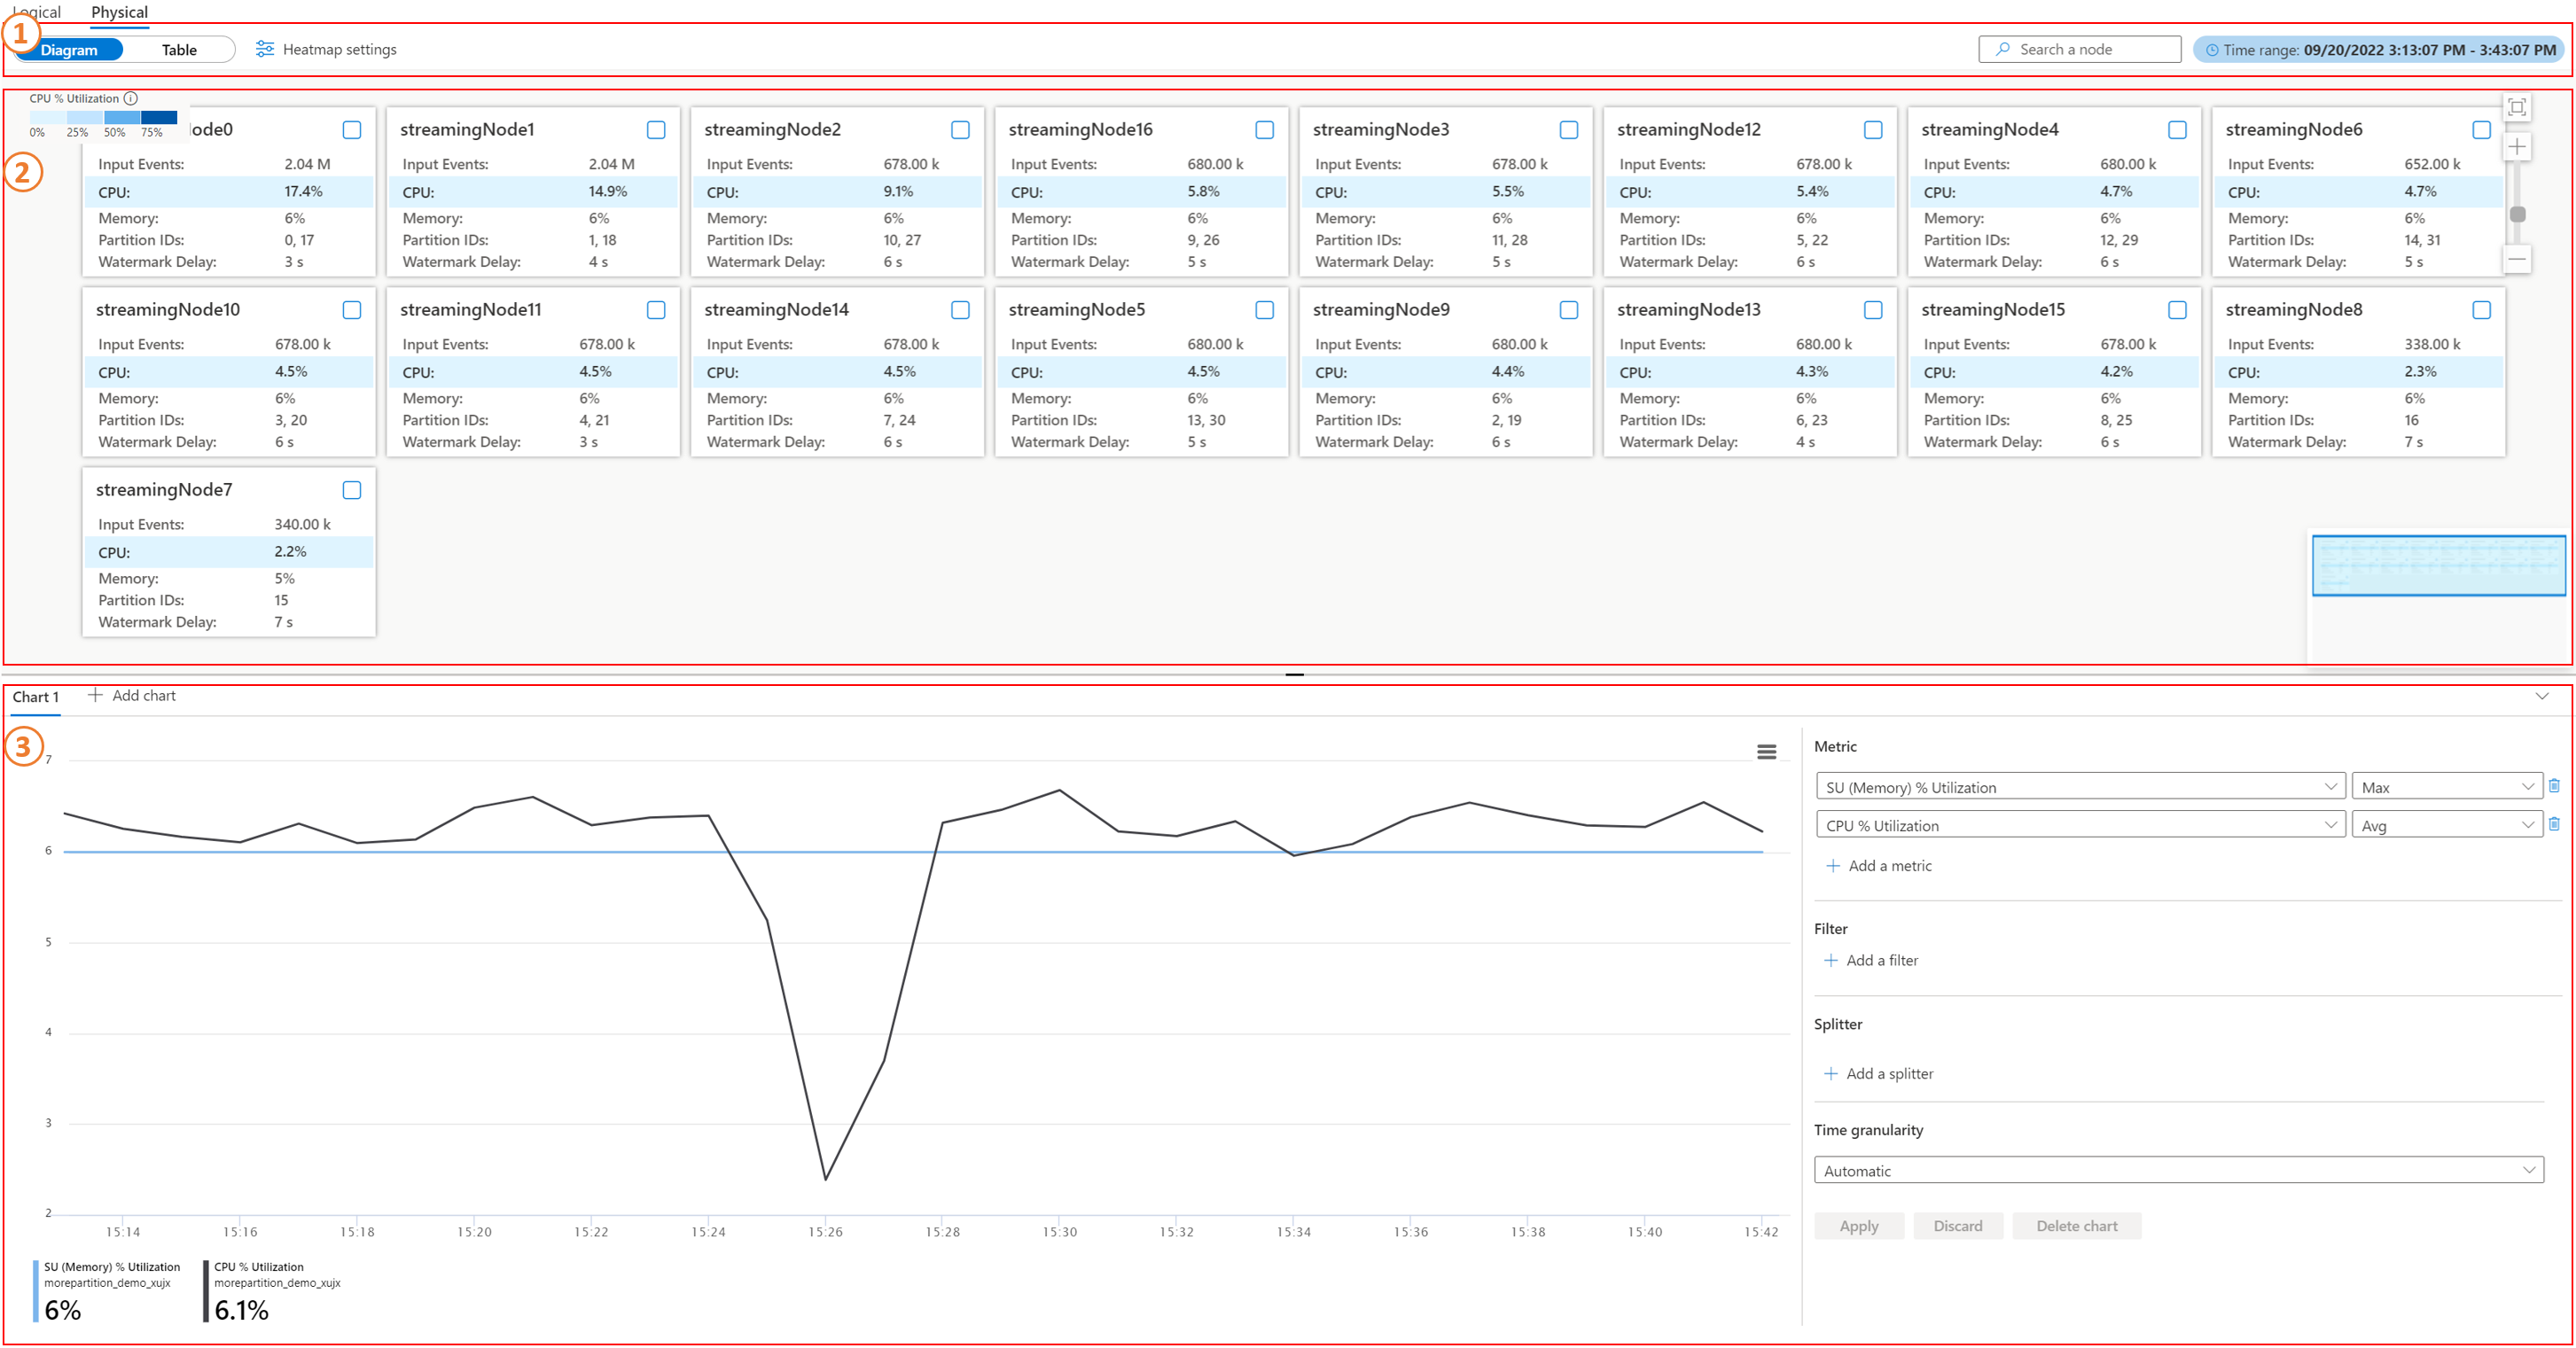 Logical Physical
1
Diagram Table Heatmap settings Search a node Time range: 09/20/2022 3:13:07 PM - 3:43:07 PM
2
CPU % Utilization
0% 25% 50% 75%
streamingNode1 streamingNode2 streamingNode16 streamingNode3 streamingNode12 streamingNode4 streamingNode6
Input Events: 2.04 M Input Events: 2.04 M Input Events: 678.00 k Input Events: 680.00 k Input Events: 678.00 k Input Events: 678.00 k Input Events: 680.00 k Input Events: 652.00 k
CPU: 17.4% CPU: 14.9% CPU: 9.1% CPU: 5.8% CPU: 5.5% CPU: 5.4% CPU: 4.7% CPU: 4.7%
Memory: 6% Memory: 6% Memory: 6% Memory: 6% Memory: 6% Memory: 6% Memory: 6% Memory: 6%
Partition IDs: 0, 17 Partition IDs: 1, 18 Partition IDs: 10, 27 Partition IDs: 9, 26 Partition IDs: 11, 28 Partition IDs: 5, 22 Partition IDs: 12, 29 Partition IDs: 14, 31
Watermark Delay: 3 s Watermark Delay: 4 s Watermark Delay: 6 s Watermark Delay: 5 s Watermark Delay: 5 s Watermark Delay: 6 s Watermark Delay: 6 s Watermark Delay: 5 s
streamingNode10 streamingNode11 streamingNode14 streamingNode5 streamingNode9 streamingNode13 streamingNode15 streamingNode8
Input Events: 678.00 k Input Events: 678.00 k Input Events: 678.00 k Input Events: 680.00 k Input Events: 680.00 k Input Events: 680.00 k Input Events: 678.00 k Input Events: 338.00 k
CPU: 4.5% CPU: 4.5% CPU: 4.5% CPU: 4.5% CPU: 4.4% CPU: 4.3% CPU: 4.2% CPU: 2.3%
Memory: 6% Memory: 6% Memory: 6% Memory: 6% Memory: 6% Memory: 6% Memory: 6% Memory: 6%
Partition IDs: 3, 20 Partition IDs: 4, 21 Partition IDs: 7, 24 Partition IDs: 13, 30 Partition IDs: 2, 19 Partition IDs: 6, 23 Partition IDs: 8, 25 Partition IDs: 16
Watermark Delay: 6 s Watermark Delay: 3 s Watermark Delay: 6 s Watermark Delay: 5 s Watermark Delay: 6 s Watermark Delay: 4 s Watermark Delay: 6 s Watermark Delay: 7 s
streamingNode7
Input Events: 340.00 k
CPU: 2.2%
Memory: 5%
Partition IDs: 15
Watermark Delay: 7 s
Chart 1 Add chart
3
7
6
5
4
3
2
15:14 15:16 15:18 15:20 15:22 15:24 15:26 15:28 15:30 15:32 15:34 15:36 15:38 15:40 15:42
SU (Memory) % Utilization CPU % Utilization
morepartition_demo_xujx morepartition_demo_xujx
6% 6.1%
Metric
SU (Memory) % Utilization Max
CPU % Utilization Avg
Add a metric
Filter
Add a filter
Splitter
Add a splitter
Time granularity
Automatic
Apply Discard Delete chart